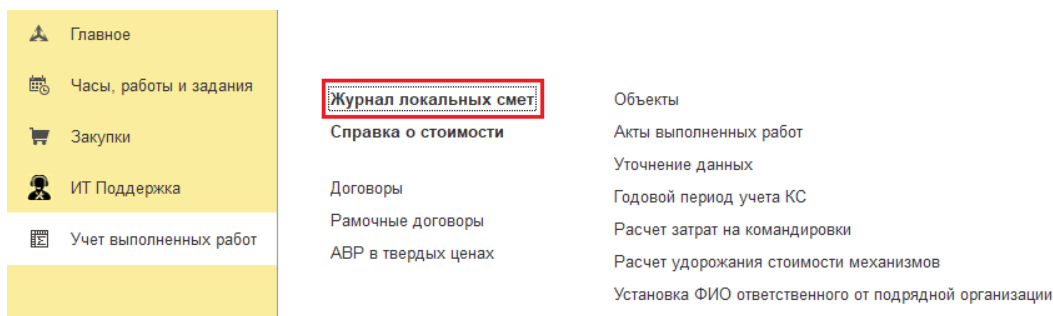 Главное
Часы, работы и задания
Закупки
ИТ Поддержка
Учет выполненных работ
Журнал локальных смет
Справка о стоимости
Договоры
Рамочные договоры
АВР в твердых ценах
Объекты
Акты выполненных работ
Уточнение данных
Годовой период учета КС
Расчет затрат на командировки
Расчет удорожания стоимости механизмов
Установка ФИО ответственного от подрядной организации